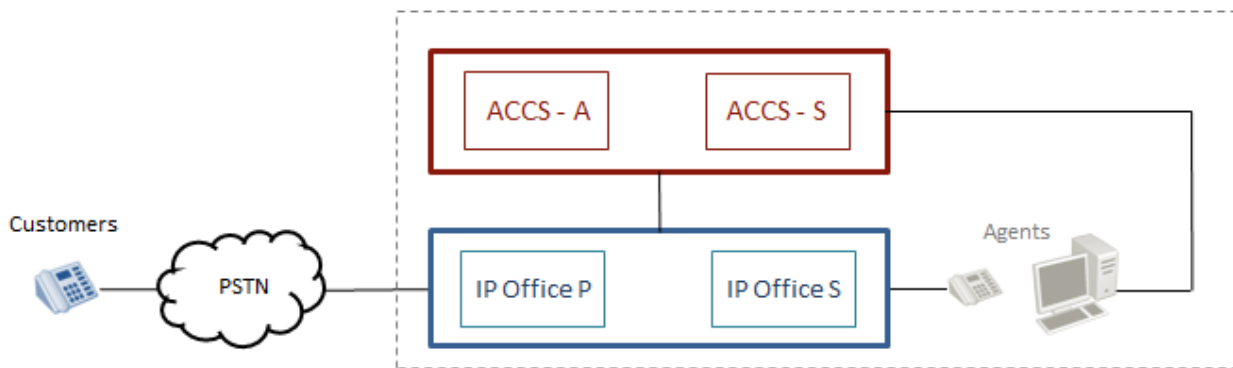 ACCS - A
ACCS - S
Customers
PSTN
IP Office P
IP Office S
Agents